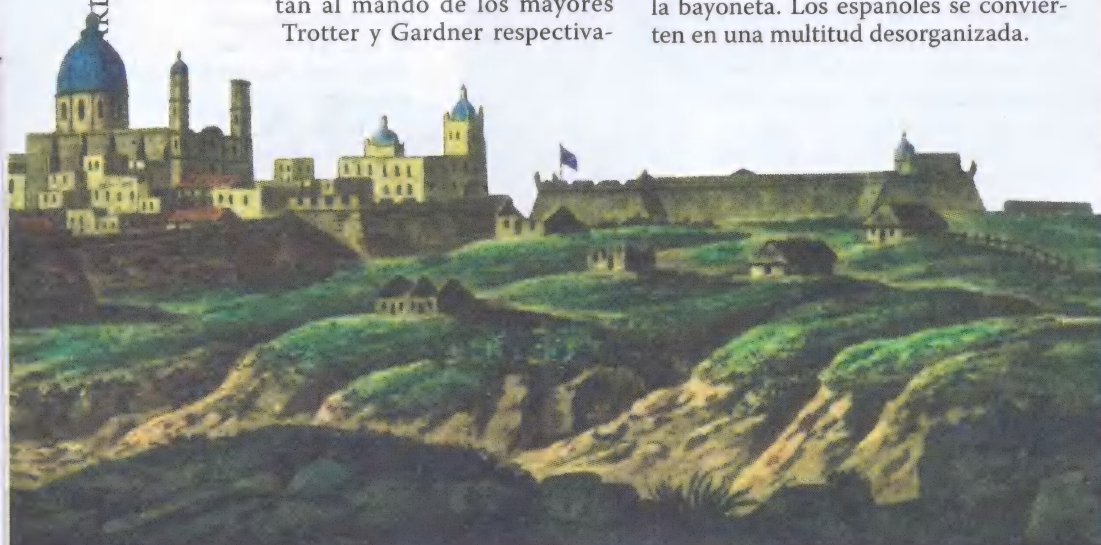 tan al mando de los mayores
Trotter y Gardner respectiva-
la bayoneta. Los españoles se convier-
ten en una multitud desorganizada.